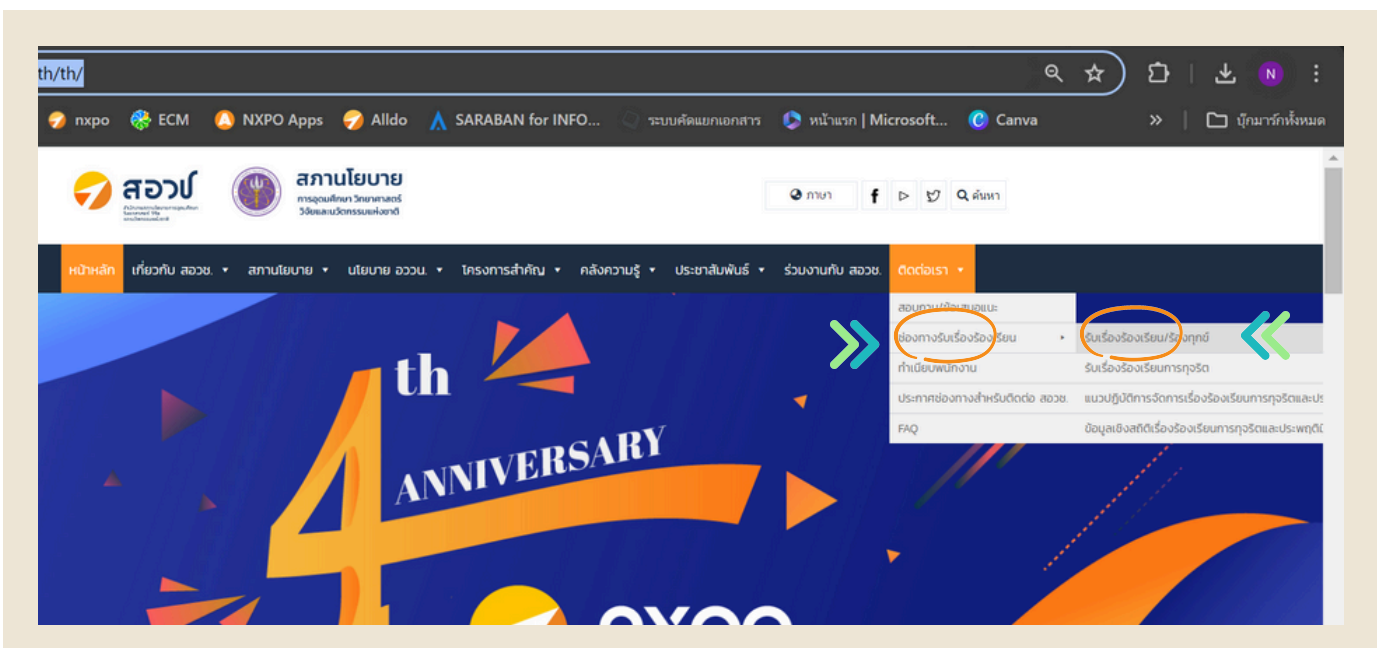 th/th/
N
nxpo ECM NXPO Apps Alldo SARABAN for INFO... ระบบคัดแยกเอกสาร หน้าแรก | Microsoft... Canva » บุ๊กมาร์กทั้งหมด
สอวช
สภานโยบาย
การอุดมศึกษา วิทยาศาสตร์
วิจัยและนวัตกรรมแห่งชาติ
ภาษา ค้นหา
หน้าหลัก เกี่ยวกับ สอวช. สภานโยบาย นโยบาย อววน. โครงการสำคัญ คลังความรู้ ประชาสัมพันธ์ ร่วมงานกับ สอวช. ติดต่อเรา
สอบถาม/ข้อเสนอแนะ
ช่องทางรับเรื่องร้องเรียน รับเรื่องร้องเรียน/ร้องทุกข์
ทำเนียบพนักงาน รับเรื่องร้องเรียนการทุจริต
ประกาศช่องทางสำหรับติดต่อ สอวช. แนวปฏิบัติการจัดการเรื่องร้องเรียนการทุจริตและประ
FAQ ข้อมูลเชิงสถิติเรื่องร้องเรียนการทุจริตและประพฤติมิ
4th
ANNIVERSARY
nxpo